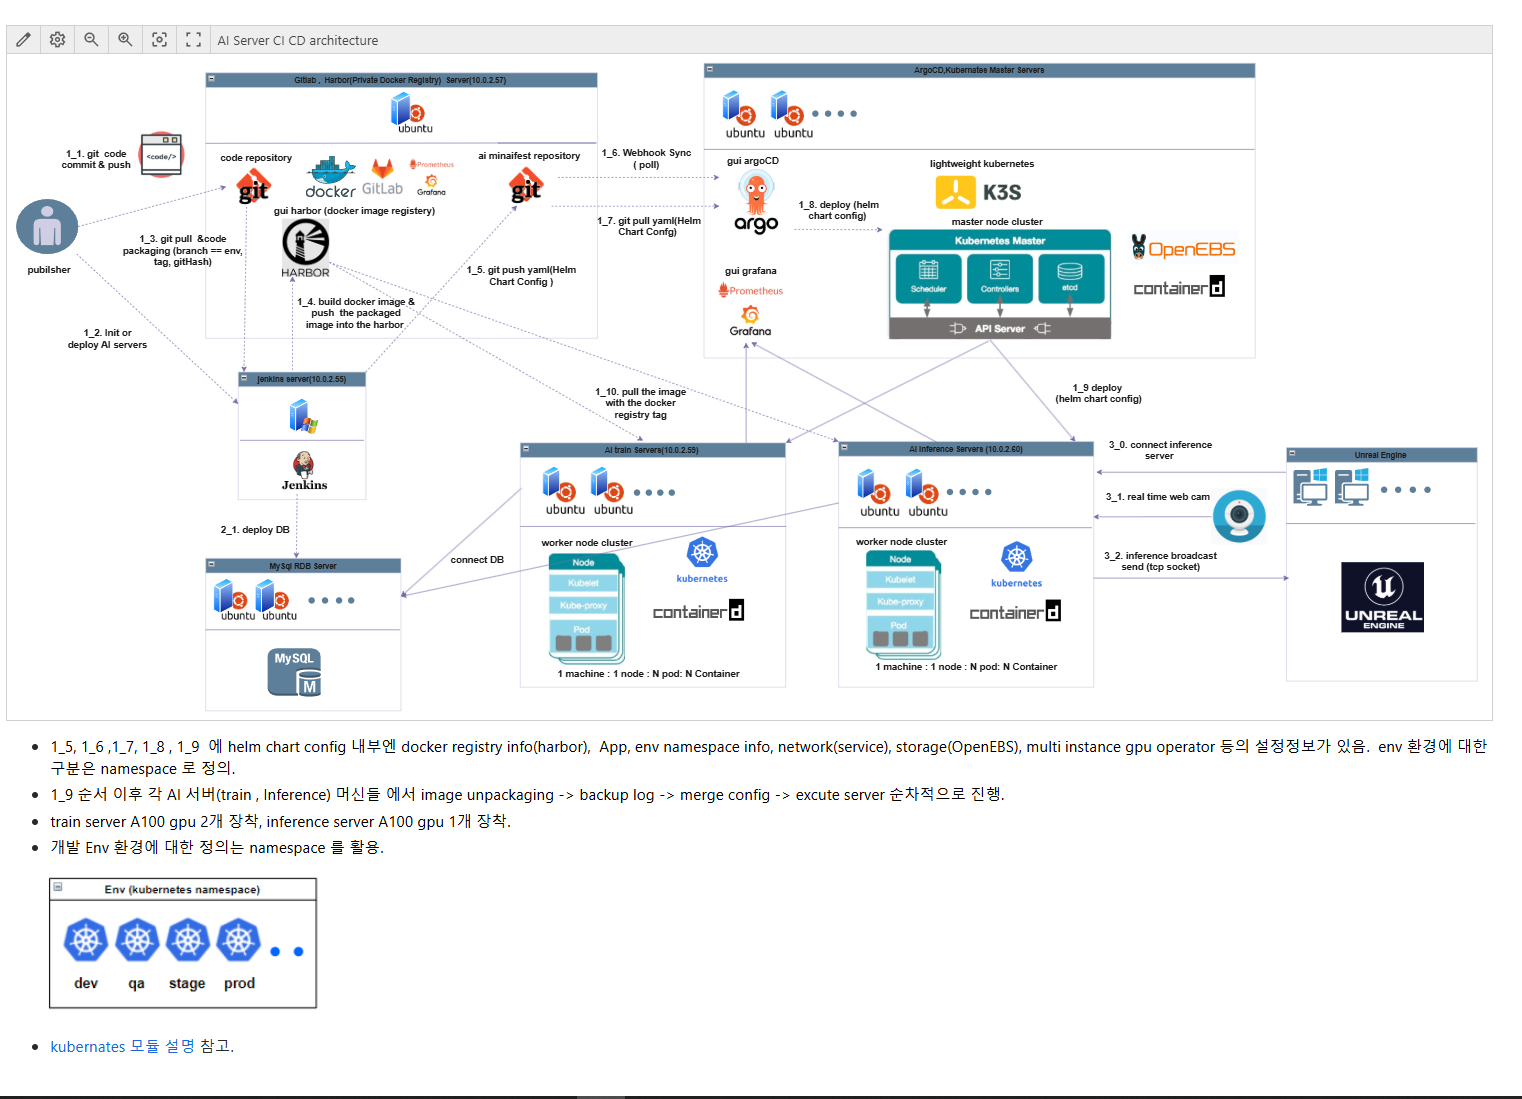 AI Server CI CD architecture
Gitlab , Harbor(Private Docker Registry) Server(10.0.2.57)
ubuntu
code repository
git
docker
GitLab
Prometheus
Grafana
ai minaifest repository
git
gui harbor (docker image registery)
HARBOR
1_1. git code
commit & push
<code/>
pubilsher
1_3. git pull &code
packaging (branch == env,
tag, gitHash)
1_2. Init or
deploy AI servers
1_4. build docker image &
push the packaged
image into the harbor
1_5. git push yaml(Helm
Chart Config )
1_6. Webhook Sync
( poll)
1_7. git pull yaml(Helm
Chart Confg)
ArgoCD,Kubernates Master Servers
ubuntu
ubuntu
gui argoCD
argo
1_8. deploy (helm
chart config)
lightweight kubernetes
K3S
master node cluster
Kubernetes Master
Scheduler
Controllers
etcd
API Server
OpenEBS
containerd
gui grafana
Prometheus
Grafana
jenkins server(10.0.2.55)
Jenkins
1_10. pull the image
with the docker
registry tag
1_9 deploy
(helm chart config)
2_1. deploy DB
MySql RDB Server
ubuntu
ubuntu
MySQL
M
connect DB
AI train Servers(10.0.2.59)
ubuntu
ubuntu
worker node cluster
Node
Kubelet
Kube-proxy
Pod
kubernetes
containerd
1 machine : 1 node : N pod: N Container
AI Inference Servers (10.0.2.60)
ubuntu
ubuntu
worker node cluster
Node
Kubelet
Kube-proxy
Pod
kubernetes
containerd
1 machine : 1 node : N pod: N Container
3_0. connect inference
server
3_1. real time web cam
3_2. inference broadcast
send (tcp socket)
Unreal Engine
UNREAL
ENGINE
1_5, 1_6 ,1_7, 1_8 , 1_9 에 helm chart config 내부엔 docker registry info(harbor), App, env namespace info, network(service), storage(OpenEBS), multi instance gpu operator 등의 설정정보가 있음. env 환경에 대한
구분은 namespace 로 정의.
1_9 순서 이후 각 AI 서버(train , Inference) 머신들 에서 image unpackaging -> backup log -> merge config -> excute server 순차적으로 진행.
train server A100 gpu 2개 장착, inference server A100 gpu 1개 장착.
개발 Env 환경에 대한 정의는 namespace 를 활용.
Env (kubernetes namespace)
dev qa stage prod
kubernates 모듈 설명 참고.